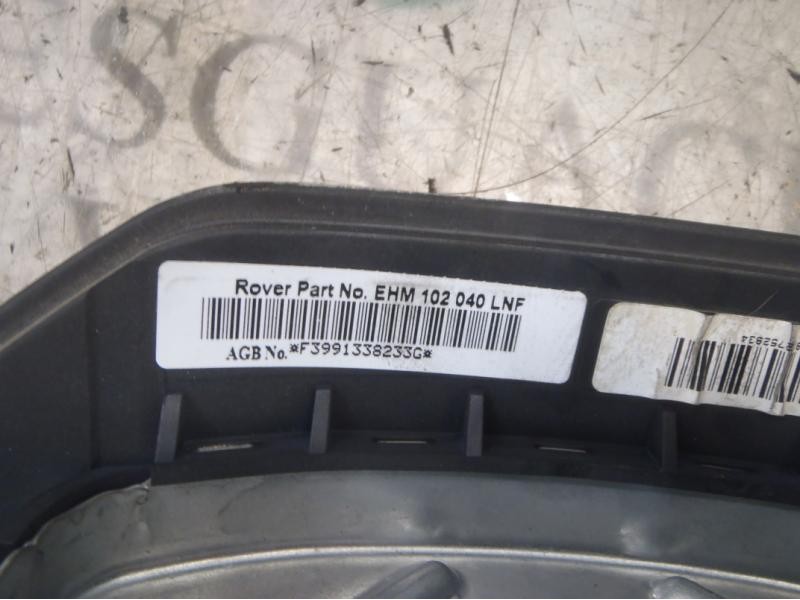 Rover Part No. EHM 102 040 LNF
AGB No. *F3991338233G*